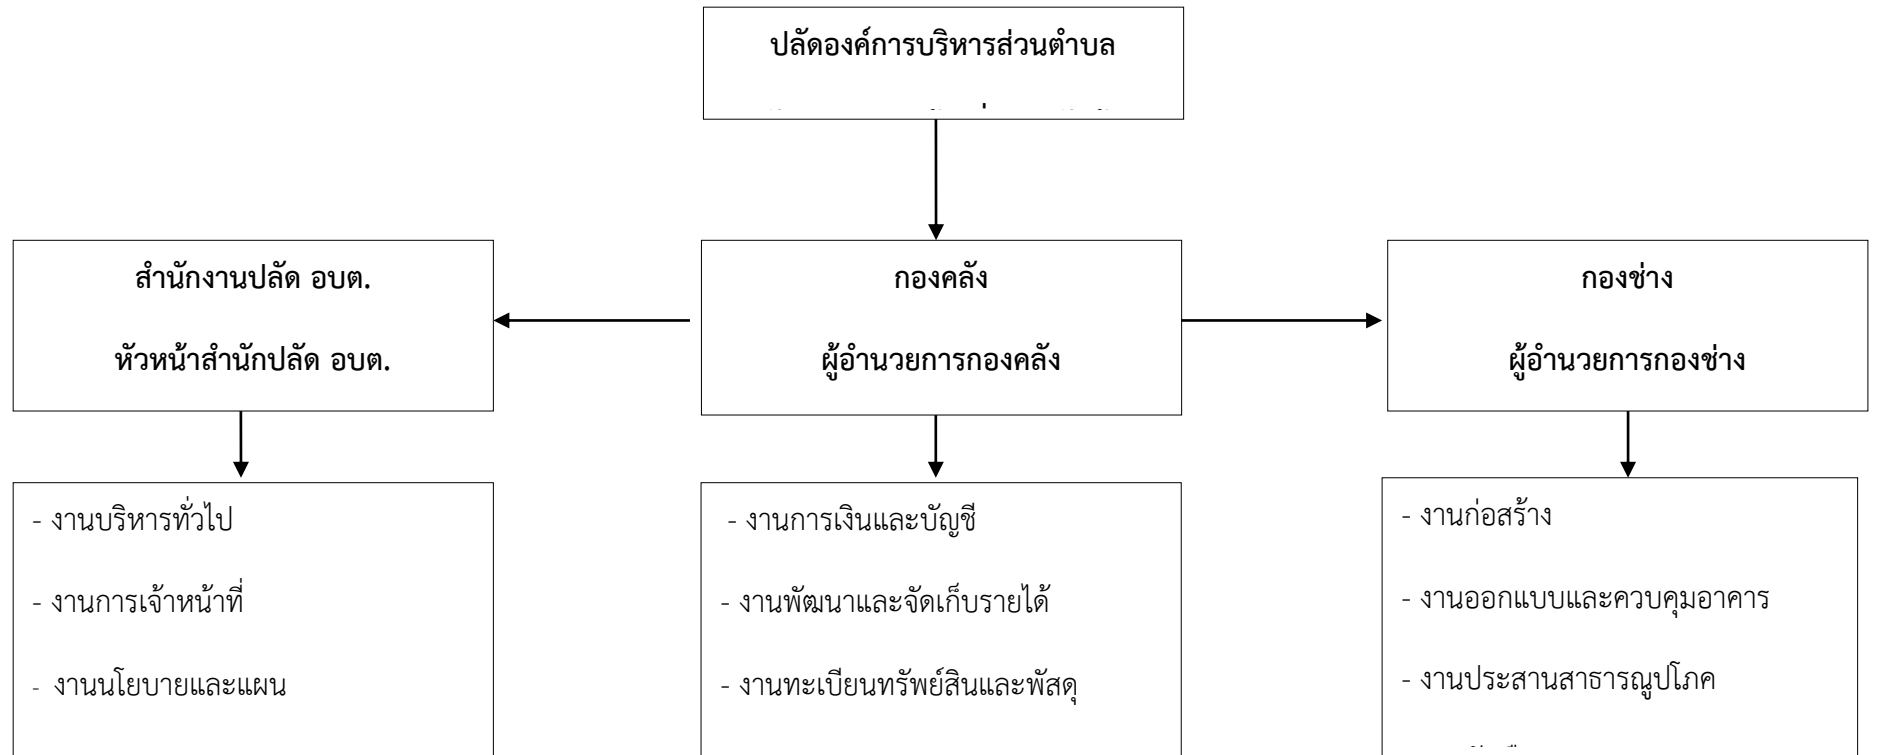 ปลัดองค์การบริหารส่วนตำบล
สำนักงานปลัด อบต.
หัวหน้าสำนักปลัด อบต.
กองคลัง
ผู้อำนวยการกองคลัง
กองช่าง
ผู้อำนวยการกองช่าง
- งานบริหารทั่วไป
- งานการเจ้าหน้าที่
- งานนโยบายและแผน
- งานการเงินและบัญชี
- งานพัฒนาและจัดเก็บรายได้
- งานทะเบียนทรัพย์สินและพัสดุ
- งานก่อสร้าง
- งานออกแบบและควบคุมอาคาร
- งานประสานสาธารณูปโภค